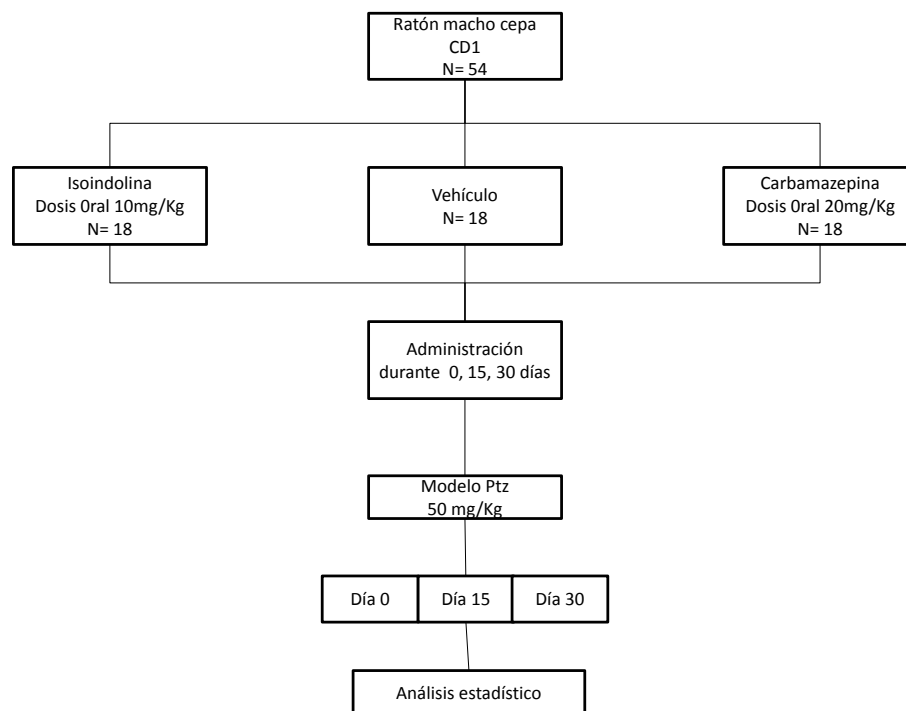 Ratón macho cepa
CD1
N= 54
Isoindolina
Dosis 0ral 10mg/Kg
N= 18
Vehículo
N= 18
Carbamazepina
Dosis 0ral 20mg/Kg
N= 18
Administración
durante 0, 15, 30 días
Modelo Ptz
50 mg/Kg
Día 0
Día 15
Día 30
Análisis estadístico